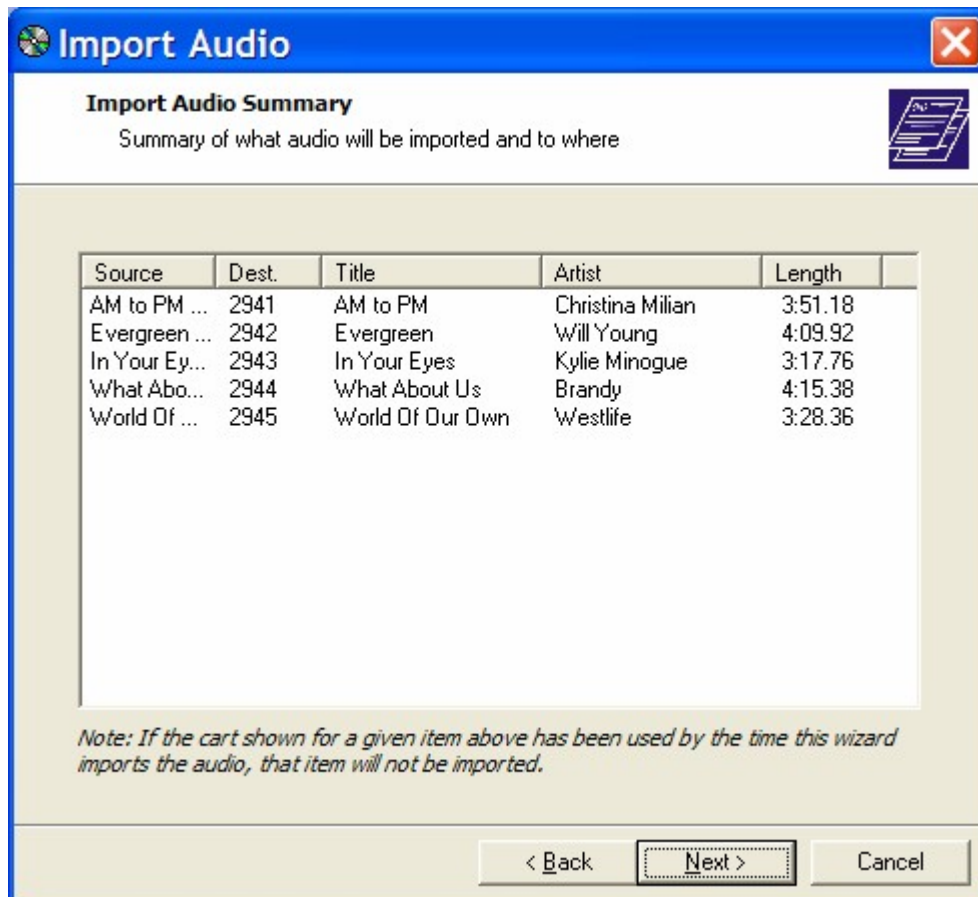 Import Audio
Import Audio Summary
Summary of what audio will be imported and to where
Source Dest. Title Artist Length
AM to PM ... 2941 AM to PM Christina Milian 3:51.18
Evergreen ... 2942 Evergreen Will Young 4:09.92
In Your Ey... 2943 In Your Eyes Kylie Minogue 3:17.76
What Abo... 2944 What About Us Brandy 4:15.38
World Of ... 2945 World Of Our Own Westlife 3:28.36
Note: If the cart shown for a given item above has been used by the time this wizard
imports the audio, that item will not be imported.
< Back Next > Cancel